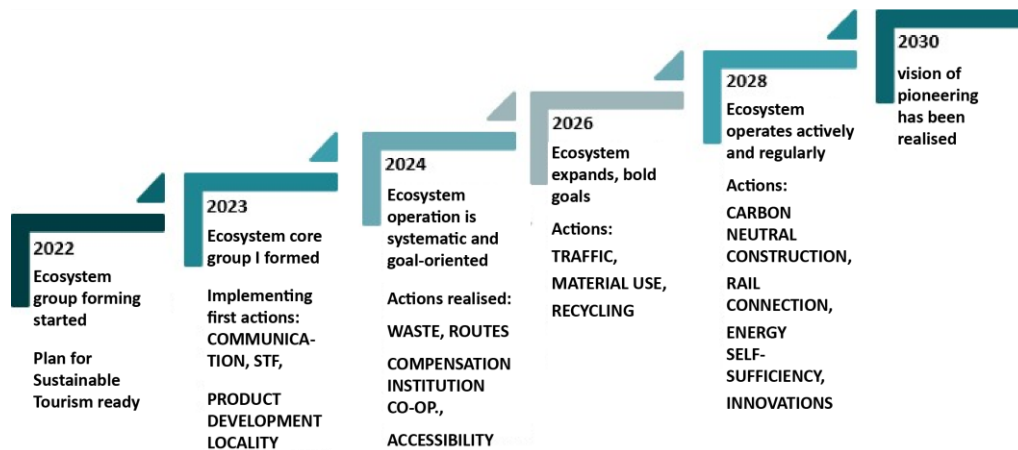 2022
Ecosystem
group forming
started
Plan for
Sustainable
Tourism ready
2023
Ecosystem core
group I formed
Implementing
first actions:
COMMUNICA-
TION, STF,
PRODUCT
DEVELOPMENT
LOCALITY
2024
Ecosystem
operation is
systematic and
goal-oriented
Actions realised:
WASTE, ROUTES
COMPENSATION
INSTITUTION
CO-OP.,
ACCESSIBILITY
2026
Ecosystem
expands, bold
goals
Actions:
TRAFFIC,
MATERIAL USE,
RECYCLING
2028
Ecosystem
operates actively
and regularly
Actions:
CARBON
NEUTRAL
CONSTRUCTION,
RAIL
CONNECTION,
ENERGY
SELF-
SUFFICIENCY,
INNOVATIONS
2030
vision of
pioneering
has been
realised